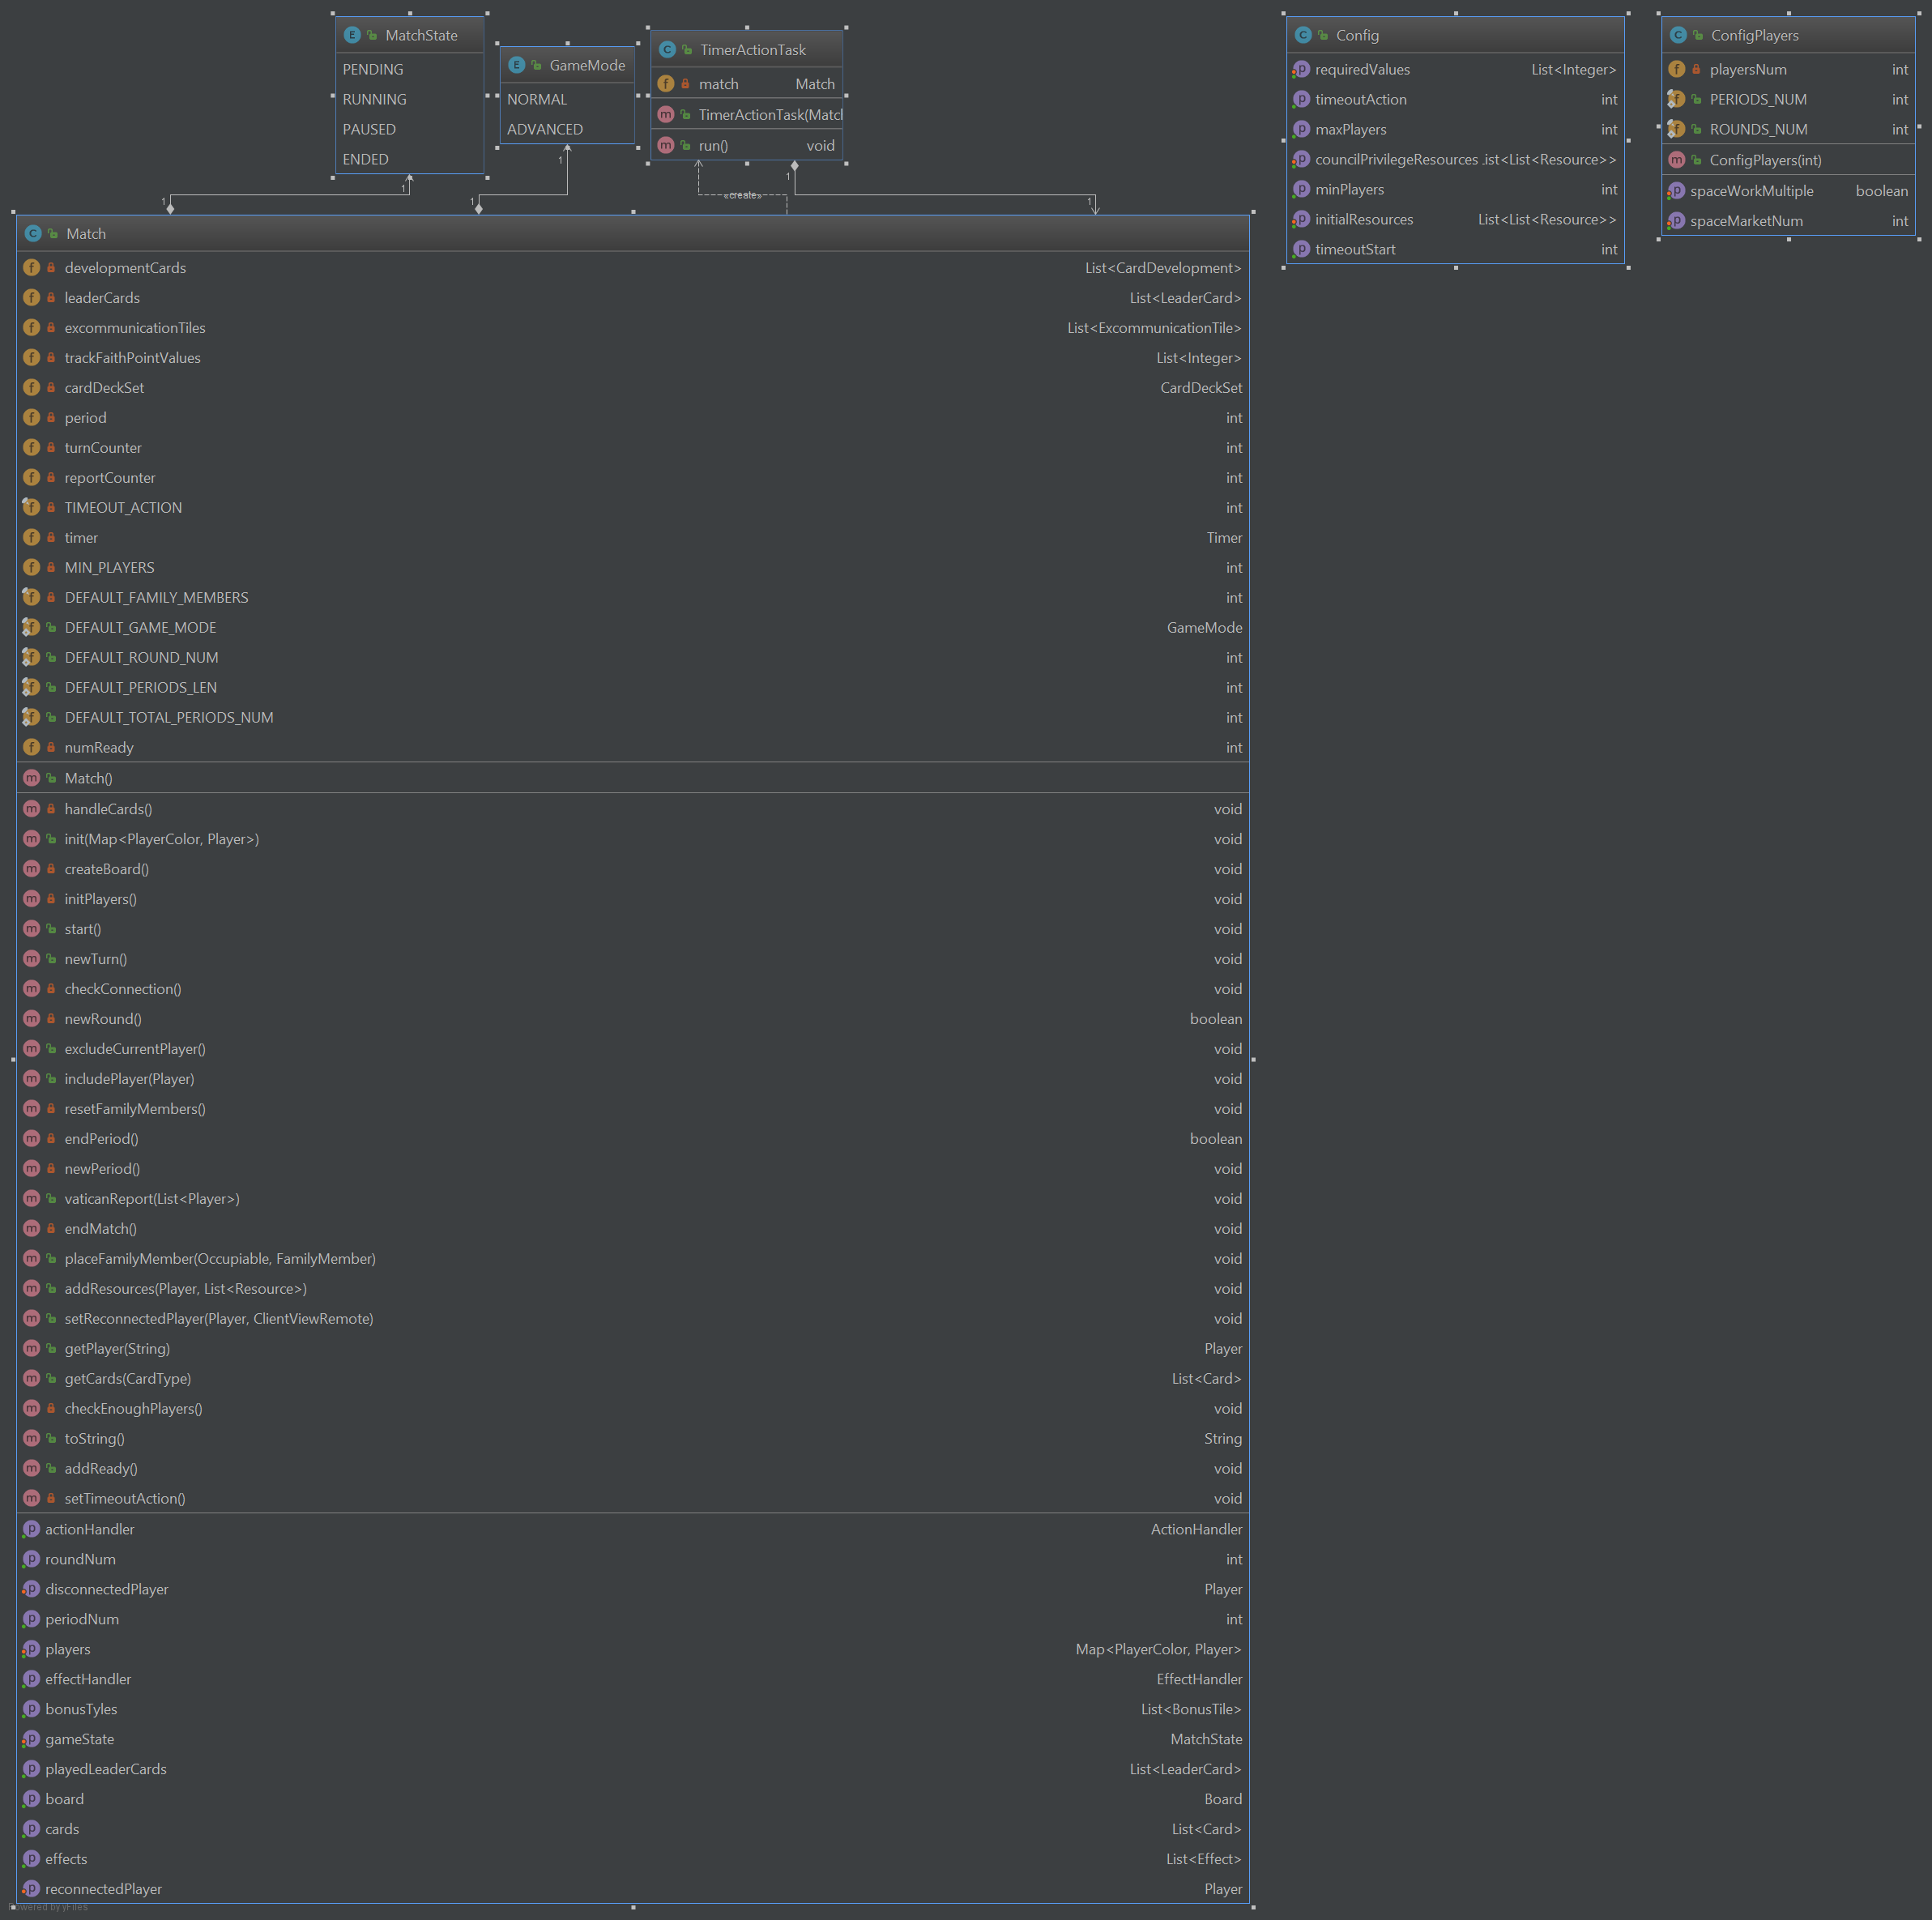 MatchState
PENDING
RUNNING
PAUSED
ENDED
GameMode
NORMAL
ADVANCED
TimerActionTask
match Match
TimerActionTask(Matcl
run() void
Config
requiredValues List<Integer>
timeoutAction int
maxPlayers int
councilPrivilegeResources .ist<List<Resource>>
minPlayers int
initialResources List<List<Resource>>
timeoutStart int
ConfigPlayers
playersNum int
PERIODS_NUM int
ROUNDS_NUM int
ConfigPlayers(int)
spaceWorkMultiple boolean
spaceMarketNum int
1
1
1
1
«create»
1
1
Match
developmentCards List<CardDevelopment>
leaderCards List<LeaderCard>
excommunicationTiles List<ExcommunicationTile>
trackFaithPointValues List<Integer>
cardDeckSet CardDeckSet
period int
turnCounter int
reportCounter int
TIMEOUT_ACTION int
timer Timer
MIN_PLAYERS int
DEFAULT_FAMILY_MEMBERS int
DEFAULT_GAME_MODE GameMode
DEFAULT_ROUND_NUM int
DEFAULT_PERIODS_LEN int
DEFAULT_TOTAL_PERIODS_NUM int
numReady int
Match()
handleCards() void
init(Map<PlayerColor, Player>) void
createBoard() void
initPlayers() void
start() void
newTurn() void
checkConnection() void
newRound() boolean
excludeCurrentPlayer() void
includePlayer(Player) void
resetFamilyMembers() void
endPeriod() boolean
newPeriod() void
vaticanReport(List<Player>) void
endMatch() void
placeFamilyMember(Occupiable, FamilyMember) void
addResources(Player, List<Resource>) void
setReconnectedPlayer(Player, ClientViewRemote) void
getPlayer(String) Player
getCards(CardType) List<Card>
checkEnoughPlayers() void
toString() String
addReady() void
setTimeoutAction() void
actionHandler ActionHandler
roundNum int
disconnectedPlayer Player
periodNum int
players Map<PlayerColor, Player>
effectHandler EffectHandler
bonusTyles List<BonusTile>
gameState MatchState
playedLeaderCards List<LeaderCard>
board Board
cards List<Card>
effects List<Effect>
reconnectedPlayer Player
Powered by yFiles